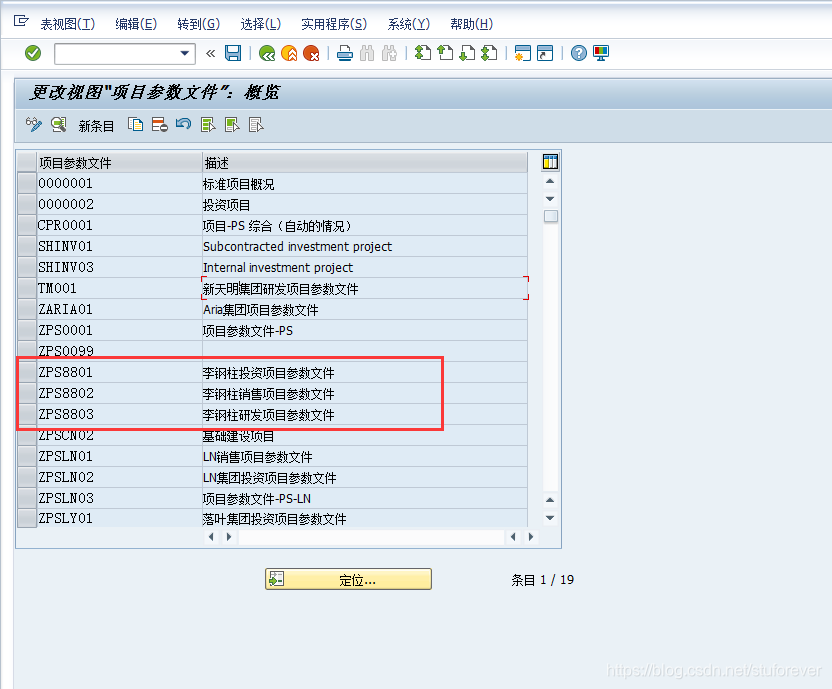 表视图(T) 编辑(E) 转到(G) 选择(L) 实用程序(S) 系统(Y) 帮助(H)
«
更改视图"项目参数文件": 概览
新条目
项目参数文件 描述
0000001 标准项目概况
0000002 投资项目
CPR0001 项目-PS 综合（自动的情况）
SHINV01 Subcontracted investment project
SHINV03 Internal investment project
TM001 新天明集团研发项目参数文件
ZARIA01 Aria集团项目参数文件
ZPS0001 项目参数文件-PS
ZPS0099
ZPS8801 李钢柱投资项目参数文件
ZPS8802 李钢柱销售项目参数文件
ZPS8803 李钢柱研发项目参数文件
ZPSCN02 基础建设项目
ZPSLN01 LN销售项目参数文件
ZPSLN02 LN集团投资项目参数文件
ZPSLN03 项目参数文件-PS-LN
ZPSLY01 落叶集团投资项目参数文件
定位... 条目 1 / 19
https://blog.csdn.net/stuforever